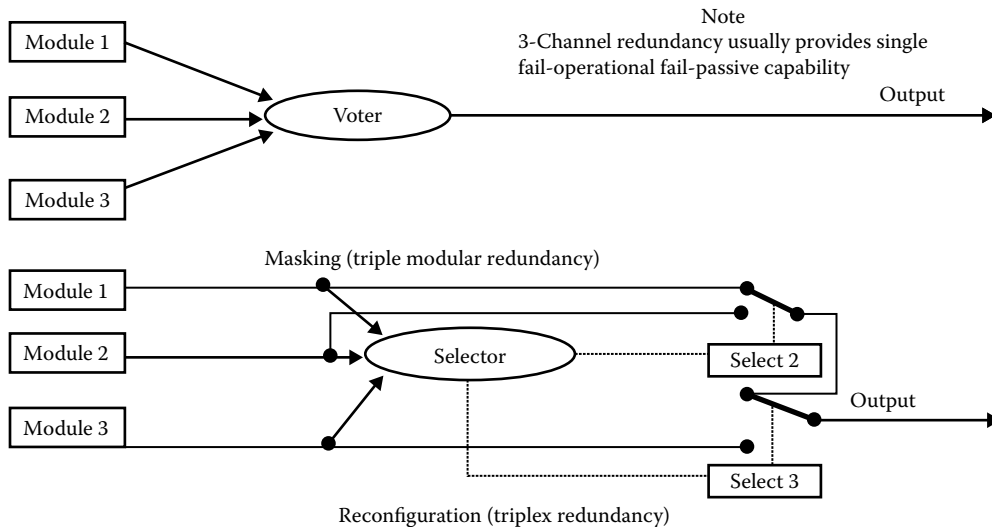 Note
3-Channel redundancy usually provides single
fail-operational fail-passive capability
Module 1
Module 2
Module 3
Voter
Output
Masking (triple modular redundancy)
Module 1
Module 2
Module 3
Selector
Select 2
Output
Select 3
Reconfiguration (triplex redundancy)